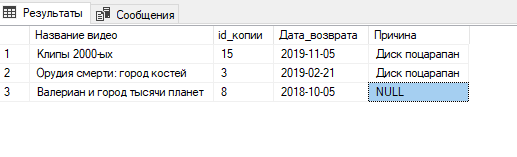 Результаты Сообщения
Название видео id_копии Дата_возврата Причина
1 Клипы 2000-ых 15 2019-11-05 Диск поцарапан
2 Орудия смерти: город костей 3 2019-02-21 Диск поцарапан
3 Валериан и город тысячи планет 8 2018-10-05 NULL